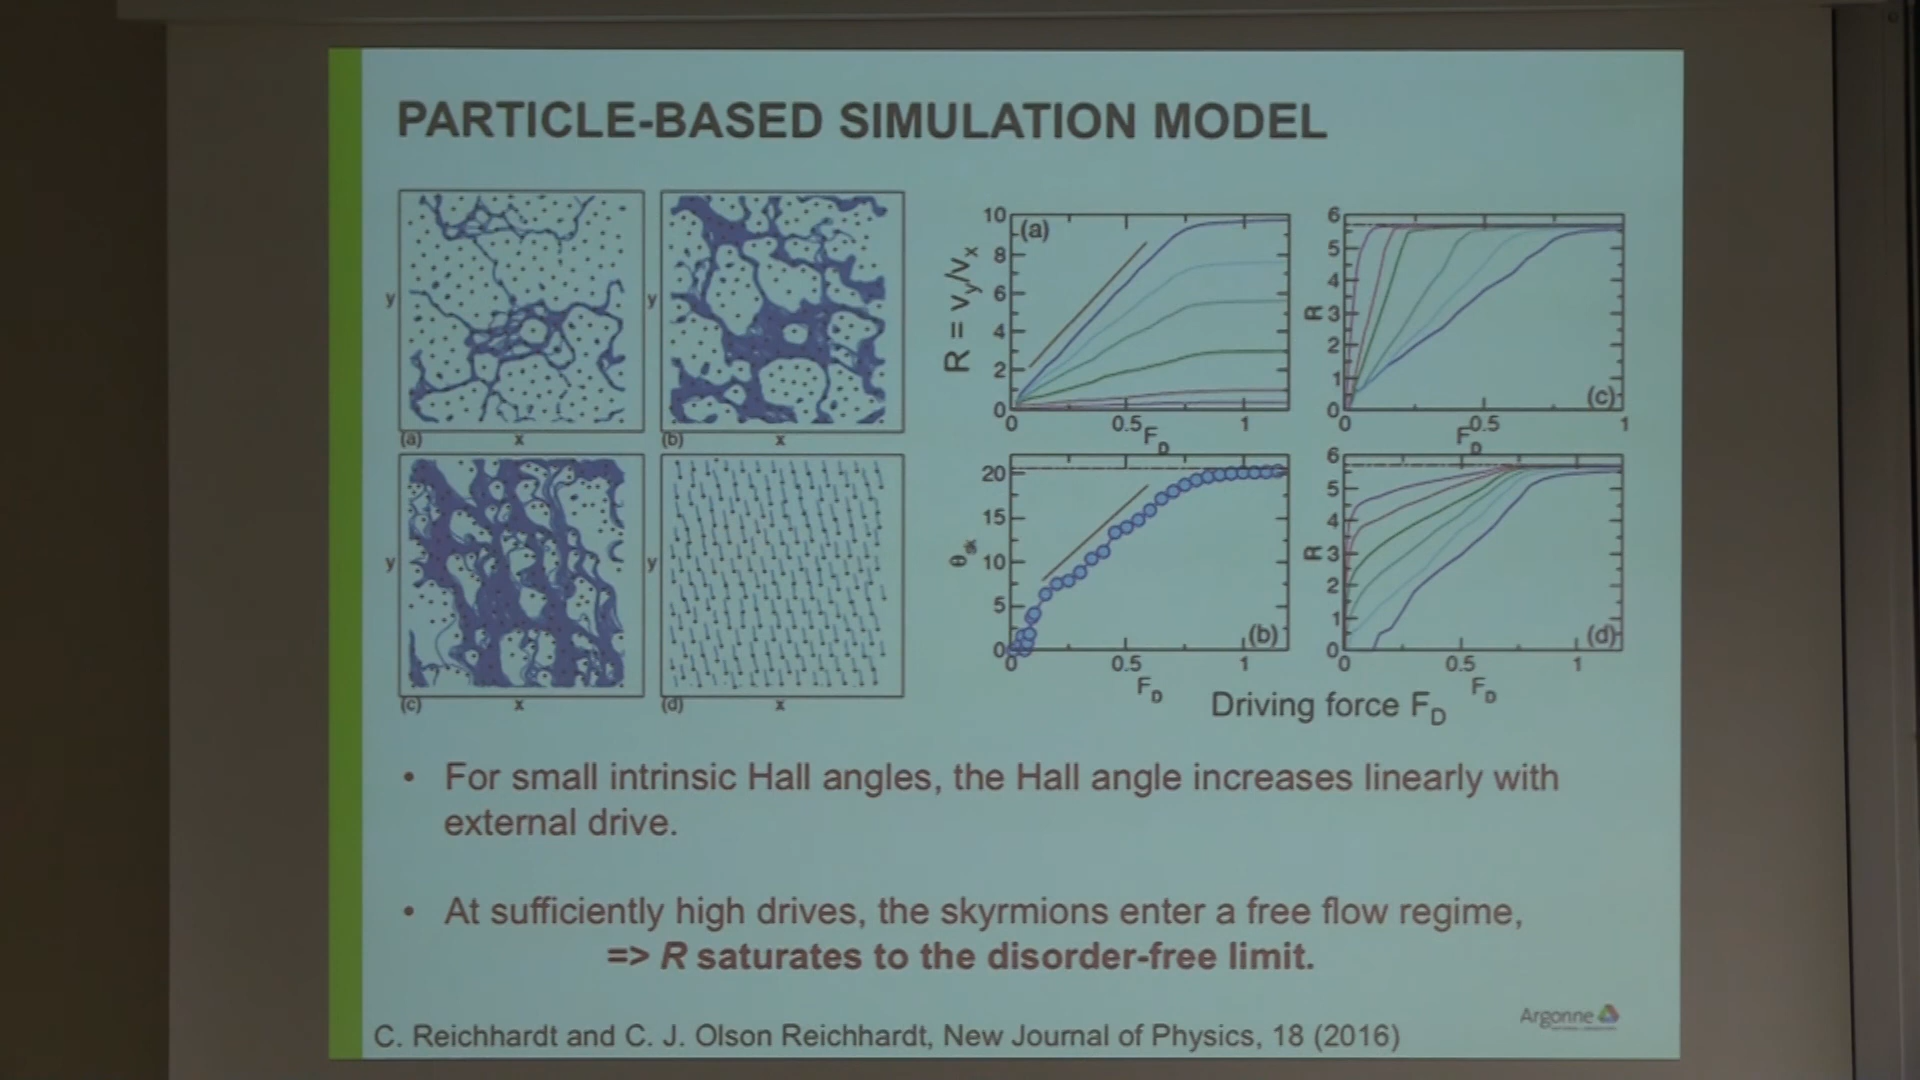 PARTICLE-BASED SIMULATION MODEL
y
(a) x
y
(b) x
y
(c) x
y
(d) x
R = vy/vx
10
8
6
4
2
0
(a)
0 0.5 1
FD
R
6
5
4
3
2
1
0
(c)
0 0.5 1
FD
θsk
20
15
10
5
0
(b)
0 0.5 1
FD
R
6
5
4
3
2
1
0
(d)
0 0.5 1
FD
Driving force FD
• For small intrinsic Hall angles, the Hall angle increases linearly with
external drive.
• At sufficiently high drives, the skyrmions enter a free flow regime,
=> R saturates to the disorder-free limit.
Argonne
C. Reichhardt and C. J. Olson Reichhardt, New Journal of Physics, 18 (2016)